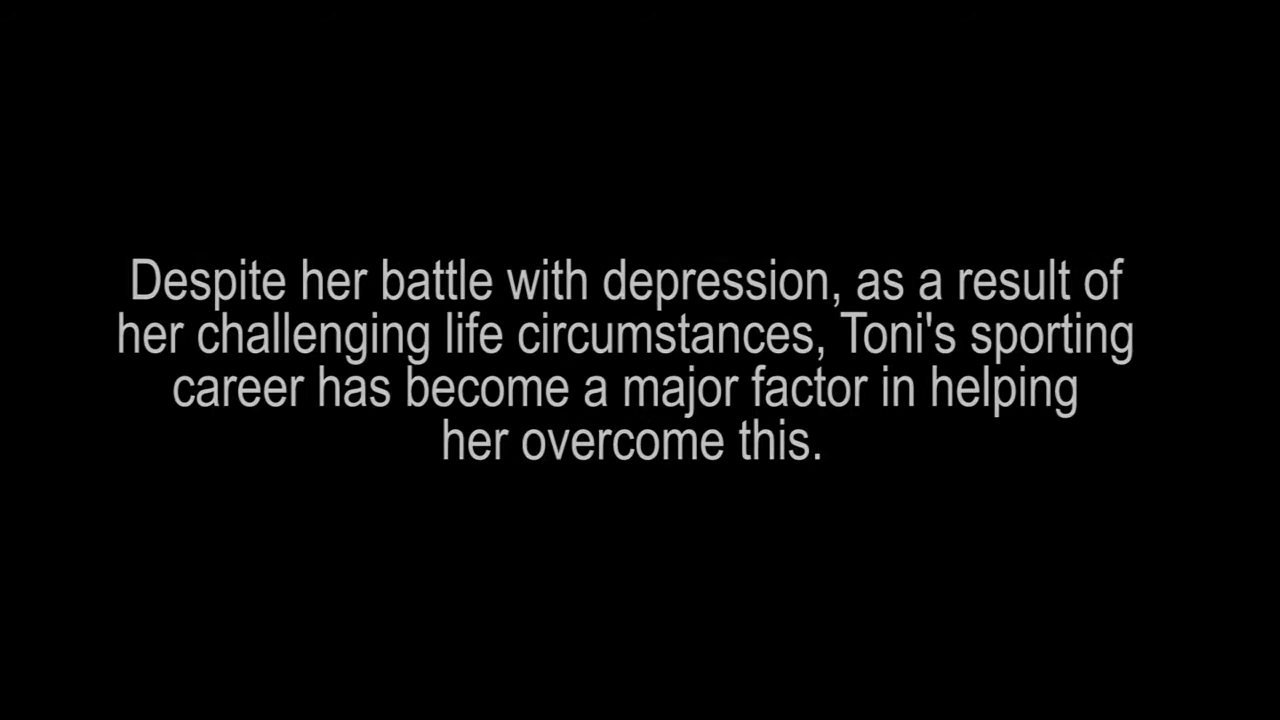 Despite her battle with depression, as a result of
her challenging life circumstances, Toni's sporting
career has become a major factor in helping
her overcome this.